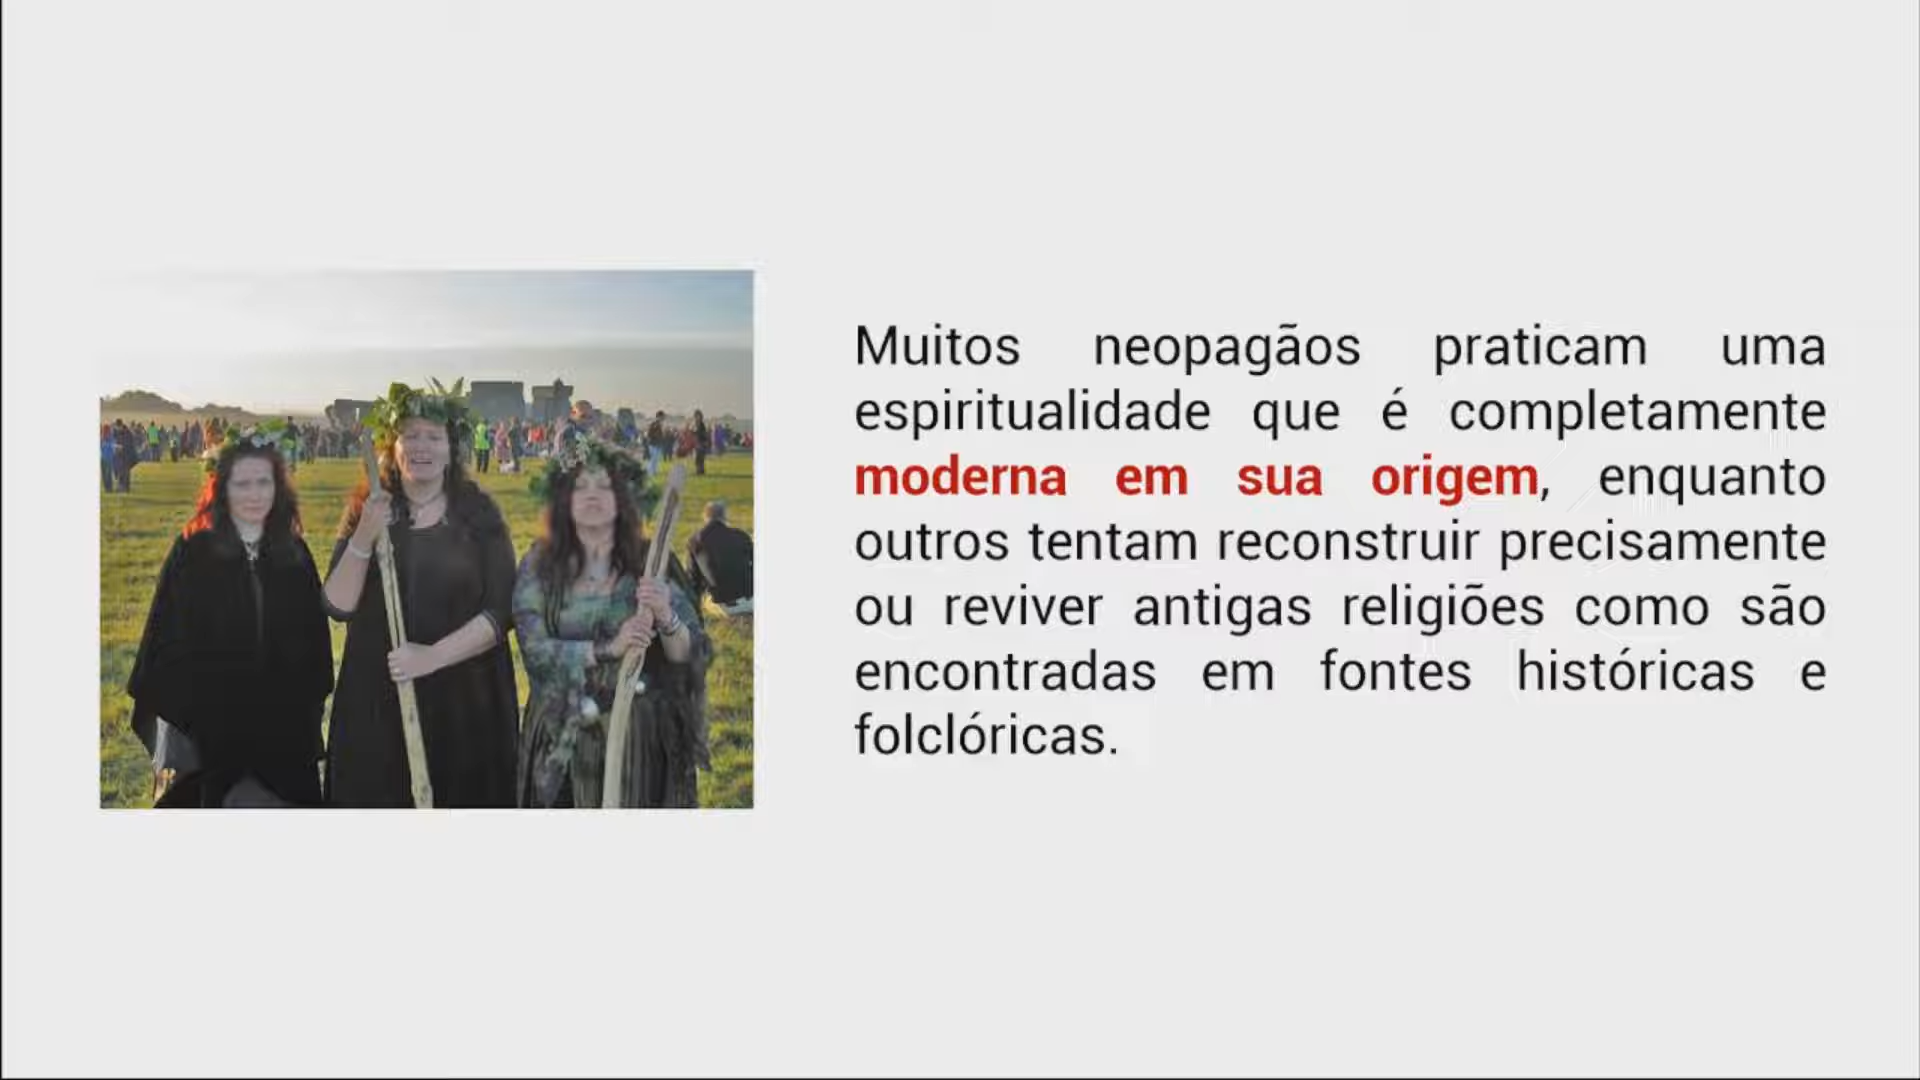 Muitos neopagãos praticam uma
espiritualidade que é completamente
moderna em sua origem, enquanto
outros tentam reconstruir precisamente
ou reviver antigas religiões como são
encontradas em fontes históricas e
folclóricas.